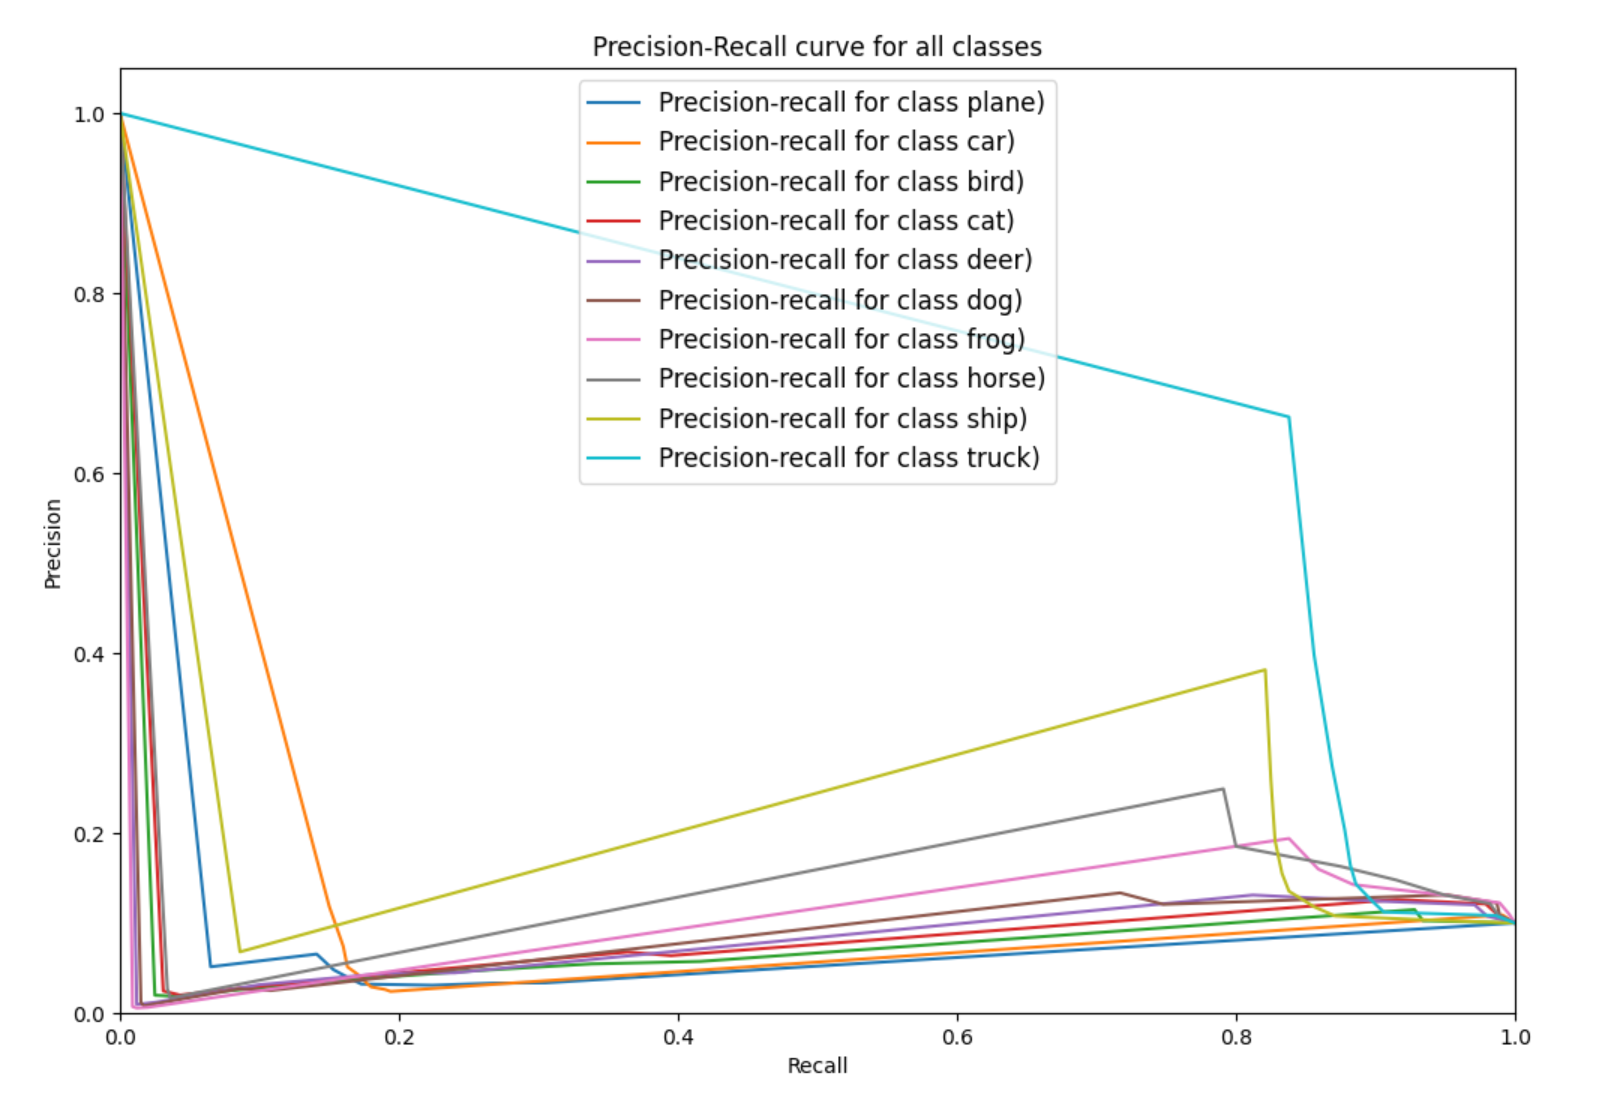 Precision-Recall curve for all classes
Precision-recall for class plane)
Precision-recall for class car)
Precision-recall for class bird)
Precision-recall for class cat)
Precision-recall for class deer)
Precision-recall for class dog)
Precision-recall for class frog)
Precision-recall for class horse)
Precision-recall for class ship)
Precision-recall for class truck)
Precision
1.0
0.8
0.6
0.4
0.2
0.0
0.0 0.2 0.4 0.6 0.8 1.0
Recall